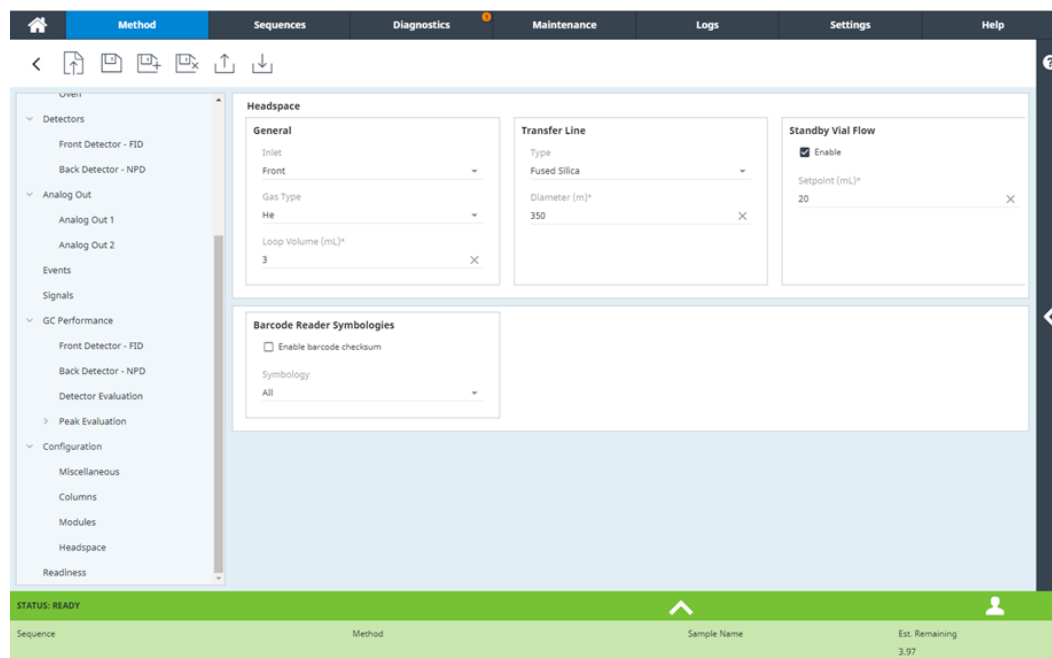 Method Sequences Diagnostics 1 Maintenance Logs Settings Help
?
Oven
Detectors
Front Detector - FID
Back Detector - NPD
Analog Out
Analog Out 1
Analog Out 2
Events
Signals
GC Performance
Front Detector - FID
Back Detector - NPD
Detector Evaluation
Peak Evaluation
Configuration
Miscellaneous
Columns
Modules
Headspace
Readiness
Headspace
General
Inlet
Front
Gas Type
He
Loop Volume (mL)*
3
Transfer Line
Type
Fused Silica
Diameter (m)*
350
Standby Vial Flow
Enable
Setpoint (mL)*
20
Barcode Reader Symbologies
Enable barcode checksum
Symbology
All
STATUS: READY
Sequence Method Sample Name Est. Remaining
3.97